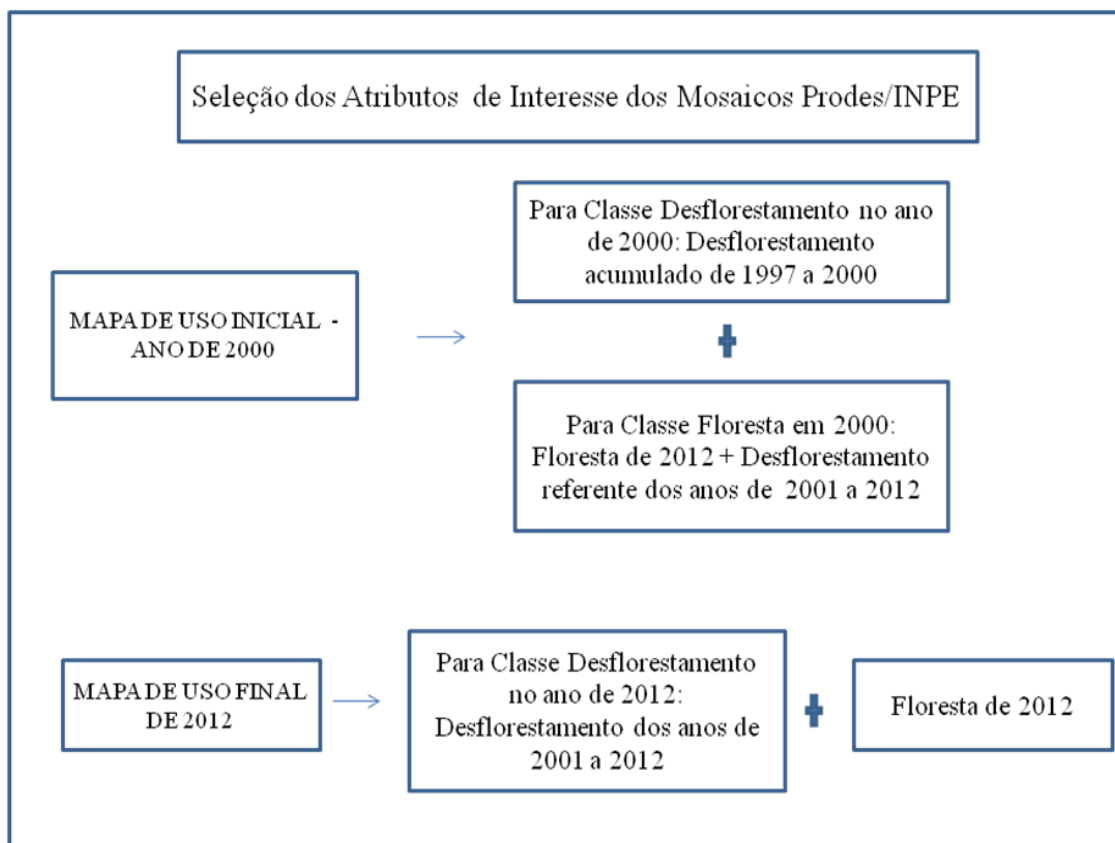 Seleção dos Atributos de Interesse dos Mosaicos Prodes/INPE
Para Classe Desflorestamento no ano
de 2000: Desflorestamento
acumulado de 1997 a 2000
MAPA DE USO INICIAL -
ANO DE 2000
Para Classe Floresta em 2000:
Floresta de 2012 + Desflorestamento
referente dos anos de 2001 a 2012
MAPA DE USO FINAL
DE 2012
Para Classe Desflorestamento
no ano de 2012:
Desflorestamento dos anos de
2001 a 2012
Floresta de 2012